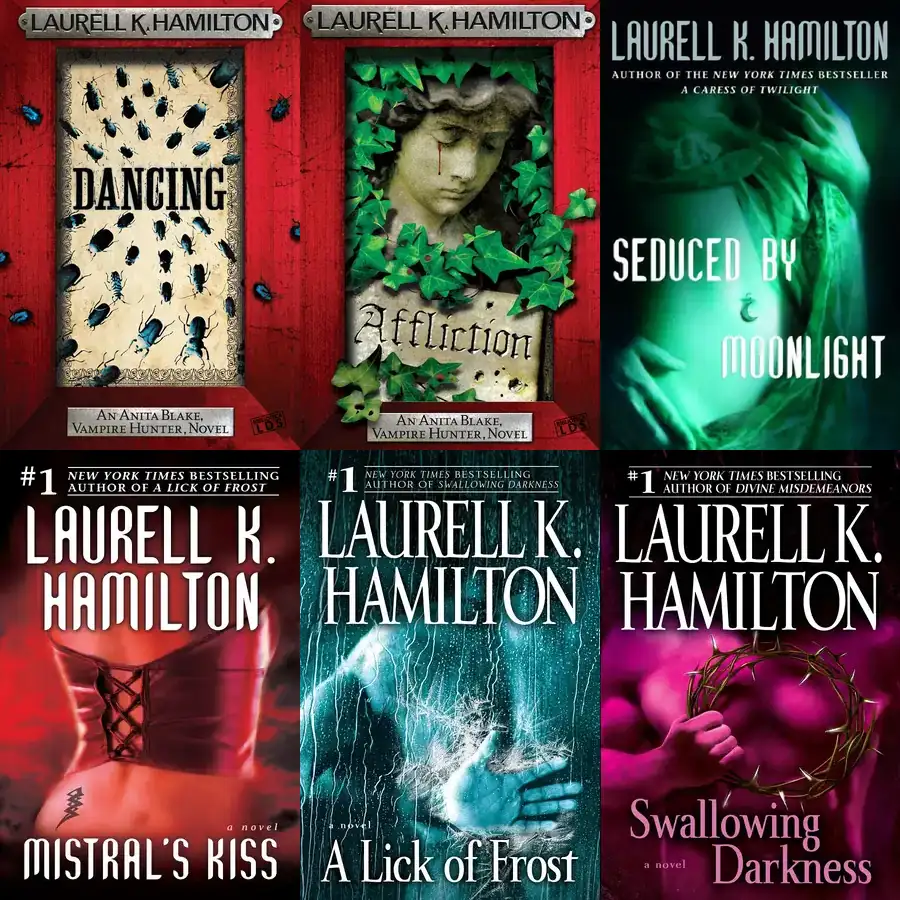 LAURELL K. HAMILTON
DANCING
AN ANITA BLAKE,
VAMPIRE HUNTER, NOVEL
LAURELL K. HAMILTON
Affliction
AN ANITA BLAKE,
VAMPIRE HUNTER, NOVEL
LAURELL K. HAMILTON
AUTHOR OF THE NEW YORK TIMES BESTSELLER
A CARESS OF TWILIGHT
SEDUCED BY
MOONLIGHT
#1 NEW YORK TIMES BESTSELLING
AUTHOR OF A LICK OF FROST
LAURELL K.
HAMILTON
a novel
MISTRAL'S KISS
#1 NEW YORK TIMES BESTSELLING
AUTHOR OF SWALLOWING DARKNESS
LAURELL K.
HAMILTON
a novel
A Lick of Frost
#1 NEW YORK TIMES BESTSELLING
AUTHOR OF DIVINE MISDEMEANORS
LAURELL K.
HAMILTON
Swallowing
a novel
Darkness